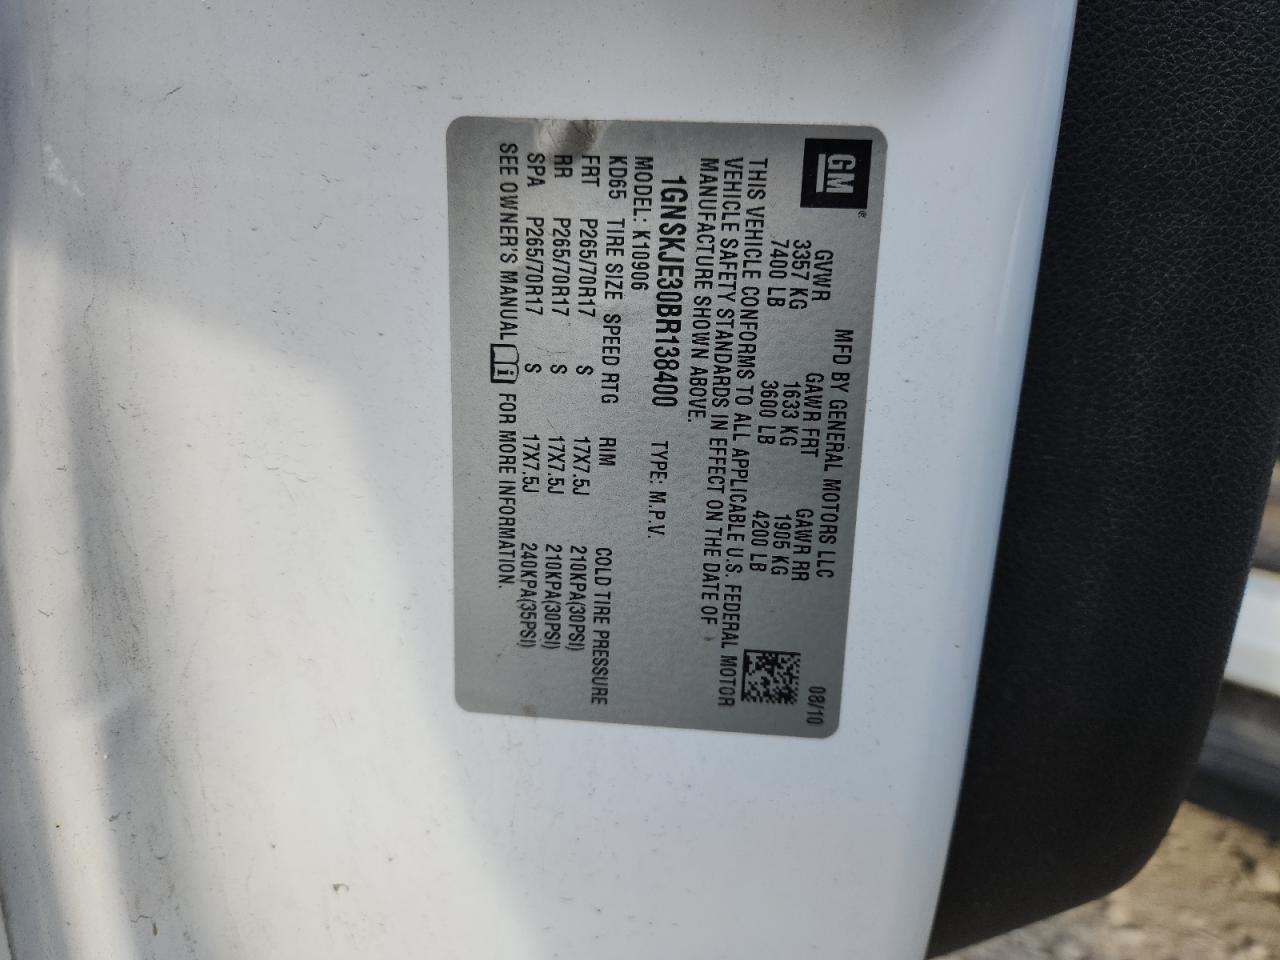 GM®
MFD BY GENERAL MOTORS LLC 08/10
GVWR GAWR FRT GAWR RR
3357 KG 1633 KG 1905 KG
7400 LB 3600 LB 4200 LB
THIS VEHICLE CONFORMS TO ALL APPLICABLE U.S. FEDERAL MOTOR
VEHICLE SAFETY STANDARDS IN EFFECT ON THE DATE OF
MANUFACTURE SHOWN ABOVE.
1GNSKJE30BR138400 TYPE: M.P.V.
MODEL: K10906
KD65 TIRE SIZE SPEED RTG RIM COLD TIRE PRESSURE
FRT P265/70R17 S 17X7.5J 210KPA(30PSI)
RR P265/70R17 S 17X7.5J 210KPA(30PSI)
SPA P265/70R17 S 17X7.5J 240KPA(35PSI)
SEE OWNER'S MANUAL i FOR MORE INFORMATION.